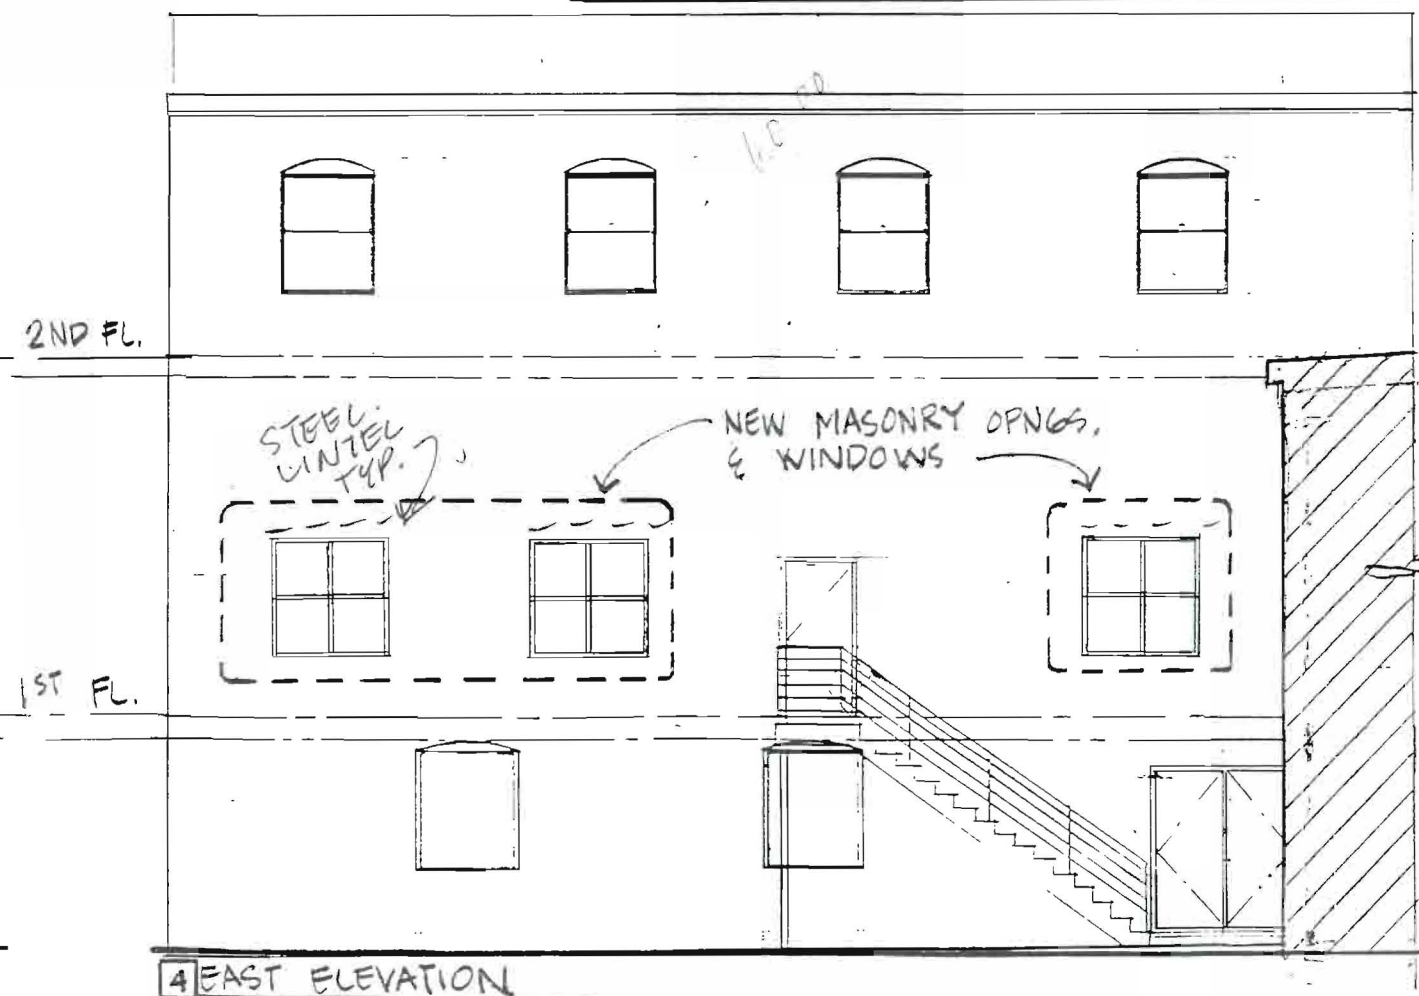 2ND FL.
STEEL
LINTEL
TYP.
NEW MASONRY OPNGS.
& WINDOWS
1ST FL.
4 EAST ELEVATION